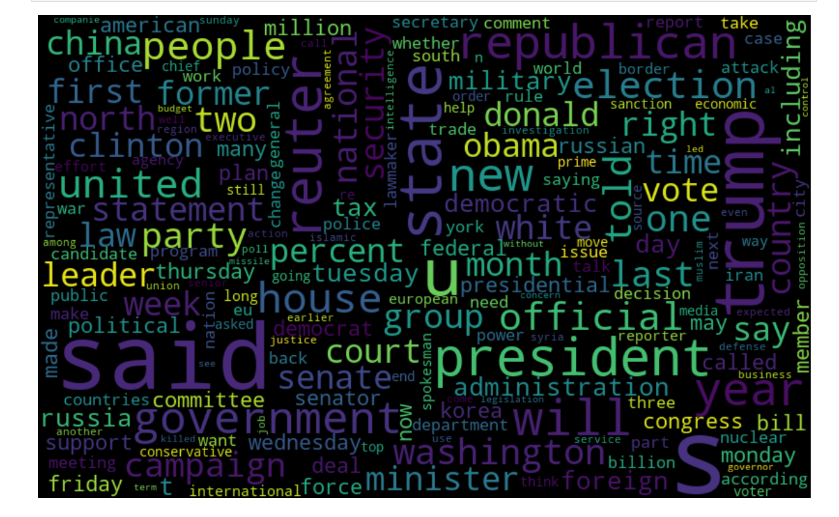 companie
american
sunday
million
secretary
comment
republican
report
take
china
people
call
reuter
national
security
whether
south
n
world
border
attack
case
including
control
office
chief
work
policy
agreement
intelligence
state
military
election
al
first
former
help
order
rule
sanction
economic
budget
north
well
two
region
executive
donald
right
trump
trade
investigation
led
clinton
many
general
change
lawmaker
obama
russian
told
time
country
effort
agency
prime
saying
representative
united
plan
still
re
new
vote
source
even
war
statement
tax
democratic
one
city
opposition
among
law
party
program
action
police
york
white
move
day
next
way
candidate
poll
islamic
percent
federal
without
issue
talk
muslim
iran
leader
thursday
missile
going
tuesday
u
month
last
union
senior
presidential
public
week
long
house
european
need
decision
media
expected
make
nation
eu
earlier
group
concern
official
may
say
member
political
asked
democrat
power
syria
reporter
defense
made
said
justice
back
court
spokesman
president
called
see
business
senate
end
administration
year
countries
committee
senator
come
legislation
three
russia
government
job
now
korea
will
congress
bill
another
department
support
killed
want
wednesday
top
washington
use
service
part
s
nuclear
conservative
monday
meeting
campaign
deal
billion
governor
friday
term
t
international
force
minister
think
foreign
according
voter